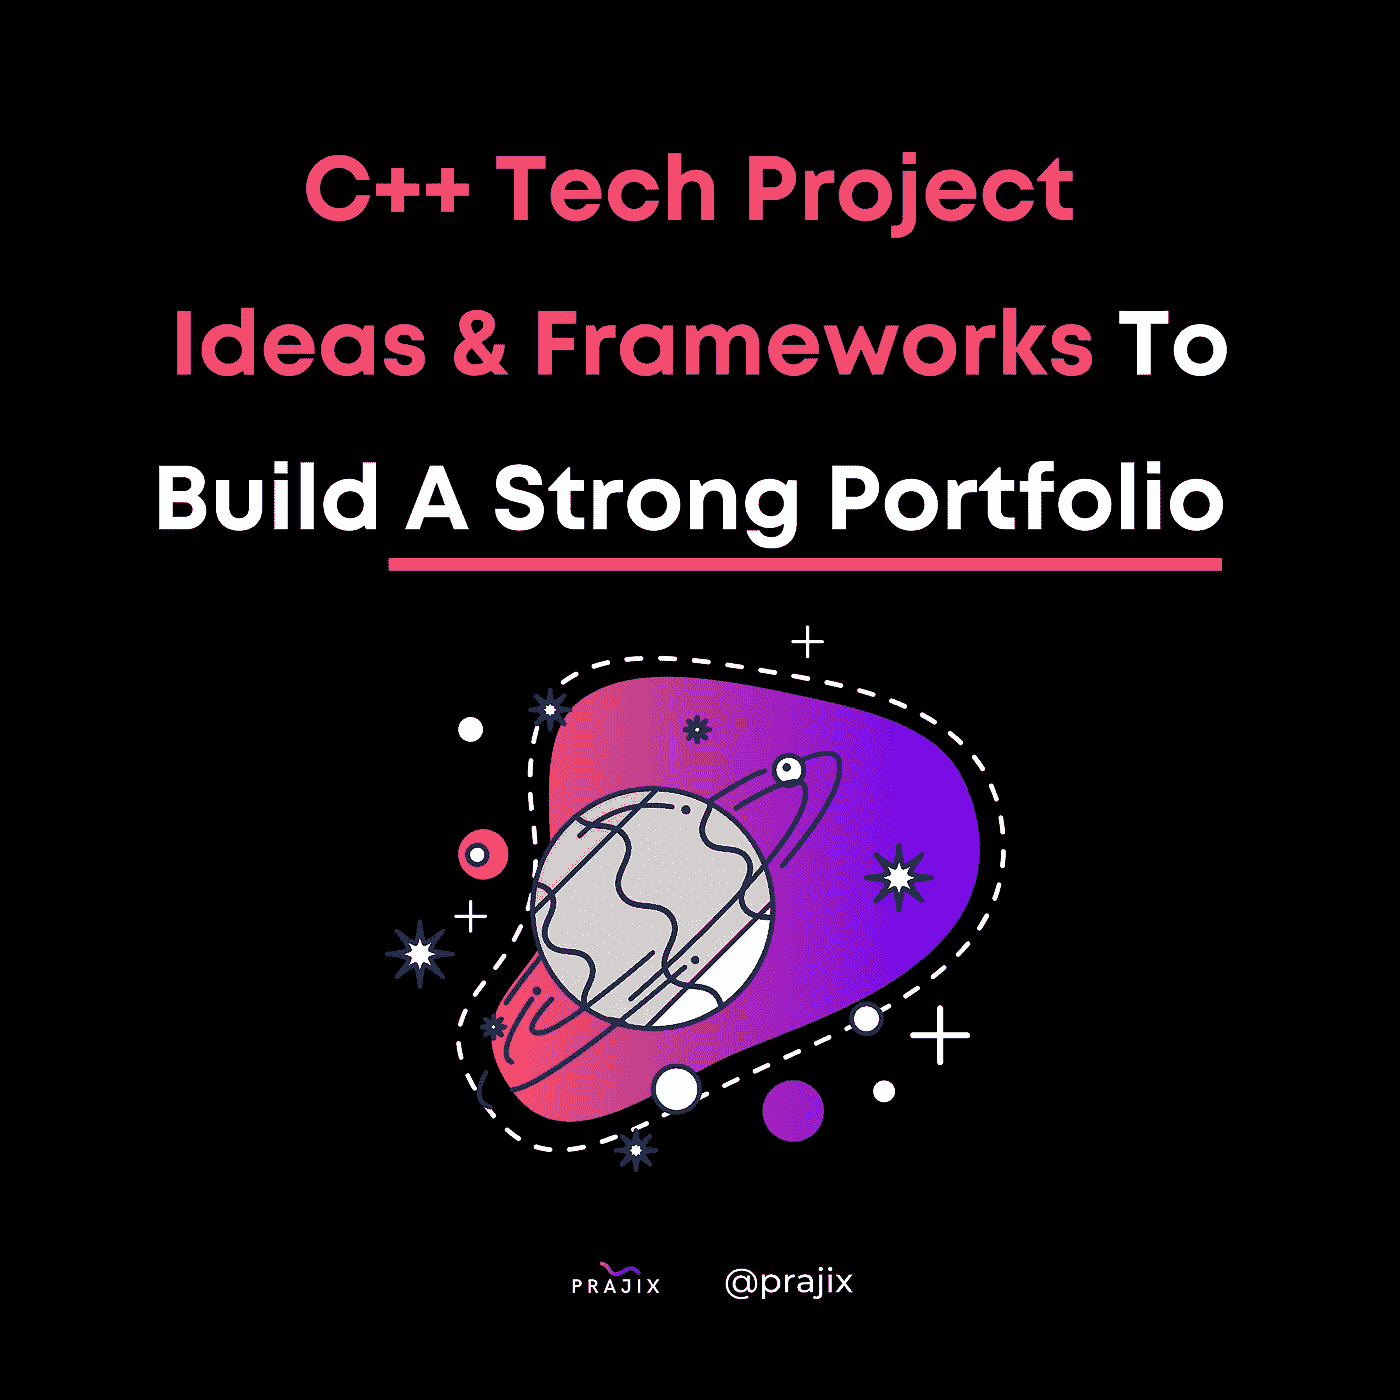 C++ Tech Project
Ideas & Frameworks To
Build A Strong Portfolio
PRAJIX
@prajix